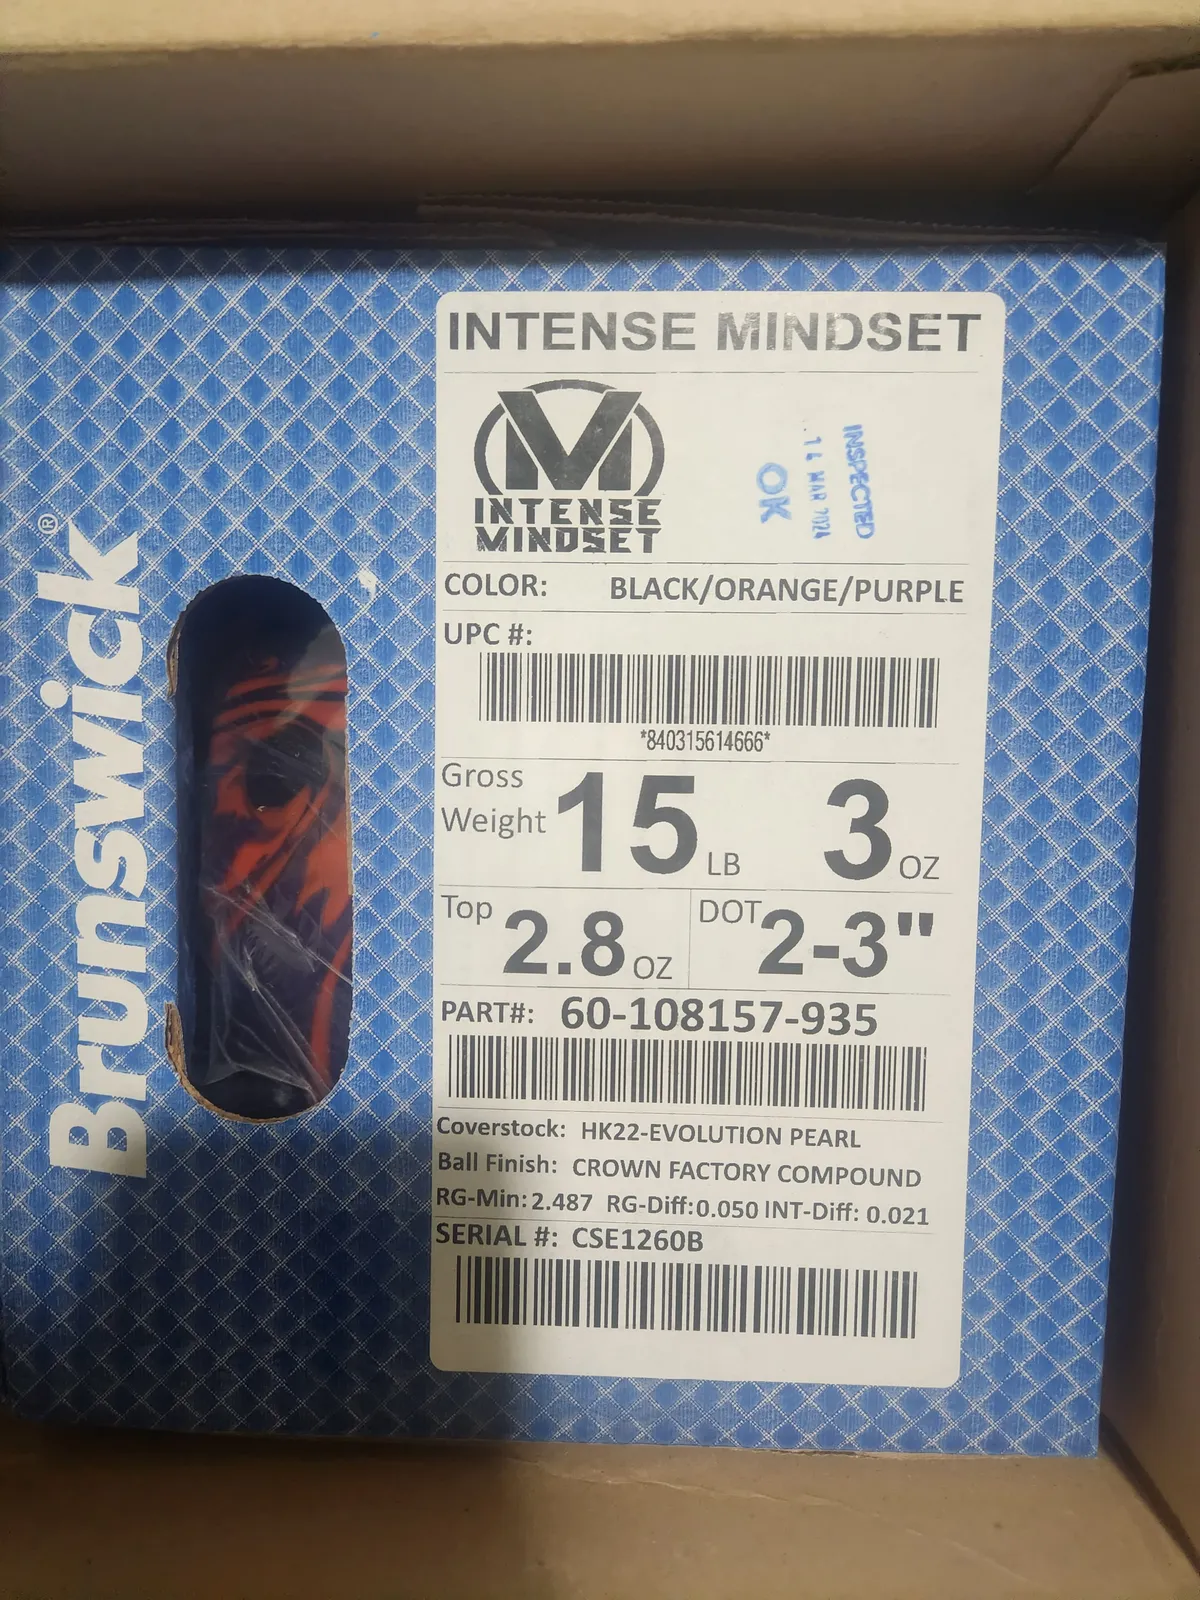 Brunswick®
INTENSE MINDSET
M
INTENSE
MINDSET
INSPECTED
14 MAR 2024
OK
COLOR: BLACK/ORANGE/PURPLE
UPC #:
*840315614666*
Gross
Weight 15 LB 3 OZ
Top 2.8 OZ DOT 2-3"
PART#: 60-108157-935
Coverstock: HK22-EVOLUTION PEARL
Ball Finish: CROWN FACTORY COMPOUND
RG-Min: 2.487 RG-Diff:0.050 INT-Diff: 0.021
SERIAL #: CSE1260B